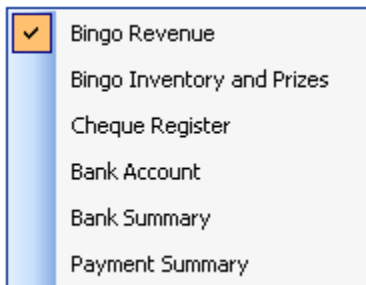 Bingo Revenue
Bingo Inventory and Prizes
Cheque Register
Bank Account
Bank Summary
Payment Summary